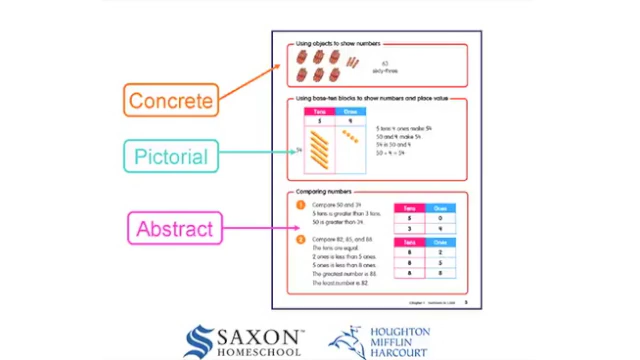 Using objects to show numbers
63
sixty-three
Concrete
Using base-ten blocks to show numbers and place value
Tens Ones
5 4
5 tens 4 ones make 54
50 and 4 make 54
54 is 50 and 4
50 + 4 = 54
54
Pictorial
Comparing numbers
Abstract
1 Compare 50 and 34
5 tens is greater than 3 tens.
50 is greater than 34.
Tens Ones
5 0
3 4
2 Compare 82, 85, and 88
The tens are equal.
2 ones is less than 5 ones.
5 ones is less than 8 ones.
The greatest number is 88.
The least number is 82
Tens Ones
8 2
8 5
8 8
3
SAXON™
HOMESCHOOL
HOUGHTON
MIFFLIN
HARCOURT